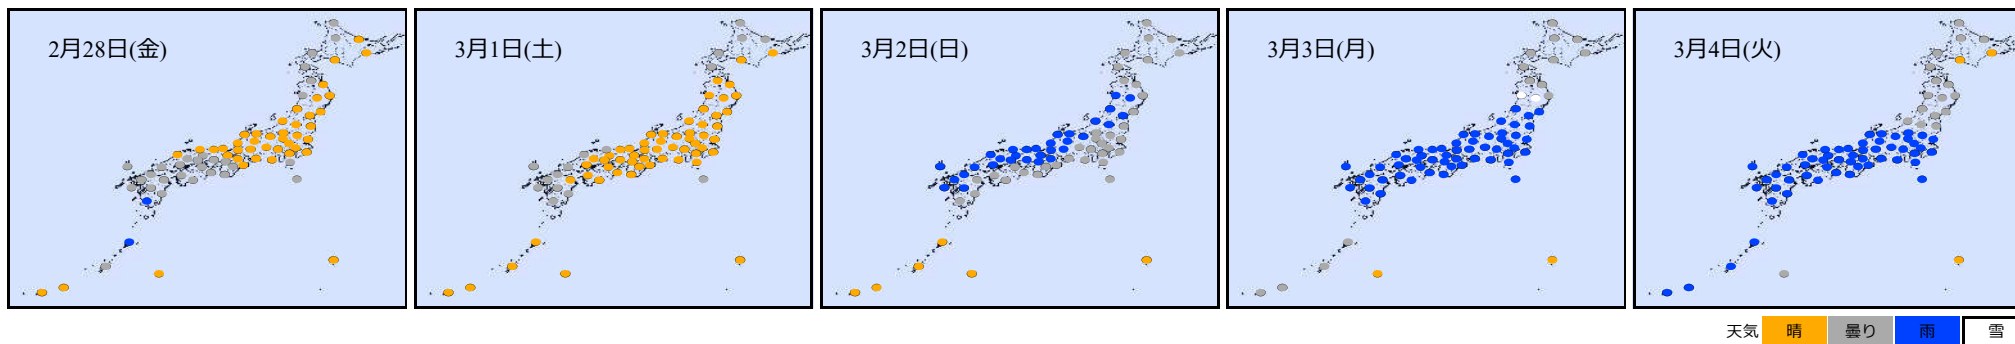 2月28日(金)
3月1日(土)
3月2日(日)
3月3日(月)
3月4日(火)
天気 晴 曇り 雨 雪